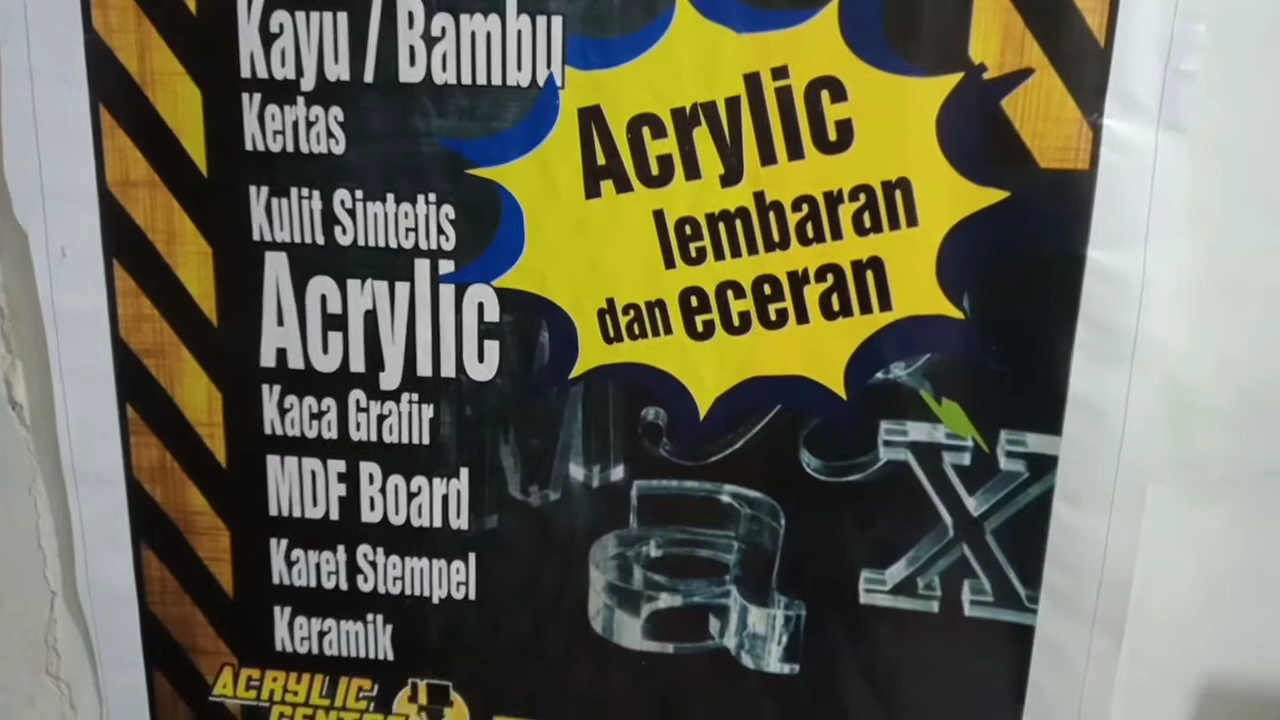 Kayu / Bambu
Kertas
Kulit Sintetis
Acrylic
Kaca Grafir
MDF Board
Karet Stempel
Keramik
Acrylic
lembaran
dan eceran
ACRYLIC